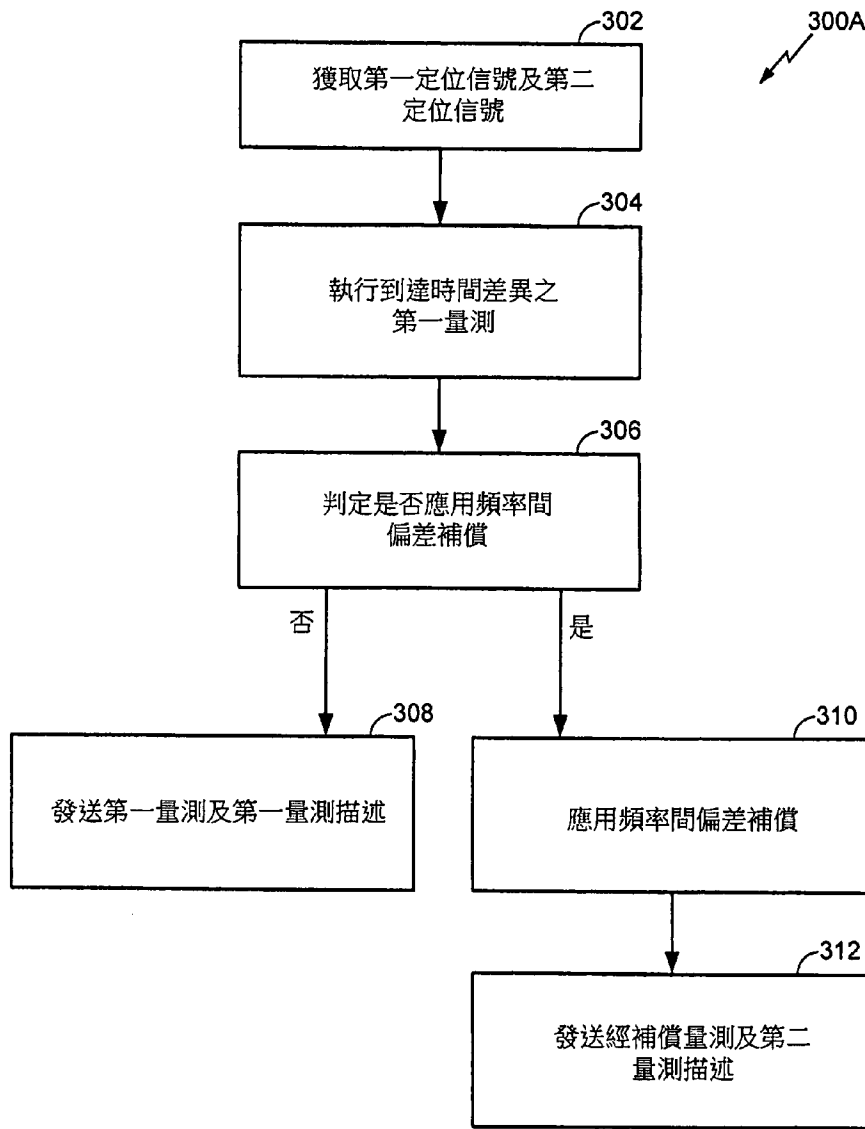 302
300A
獲取第一定位信號及第二
定位信號
304
執行到達時間差異之
第一量測
306
判定是否應用頻率間
偏差補償
否
是
308
發送第一量測及第一量測描述
310
應用頻率間偏差補償
312
發送經補償量測及第二
量測描述